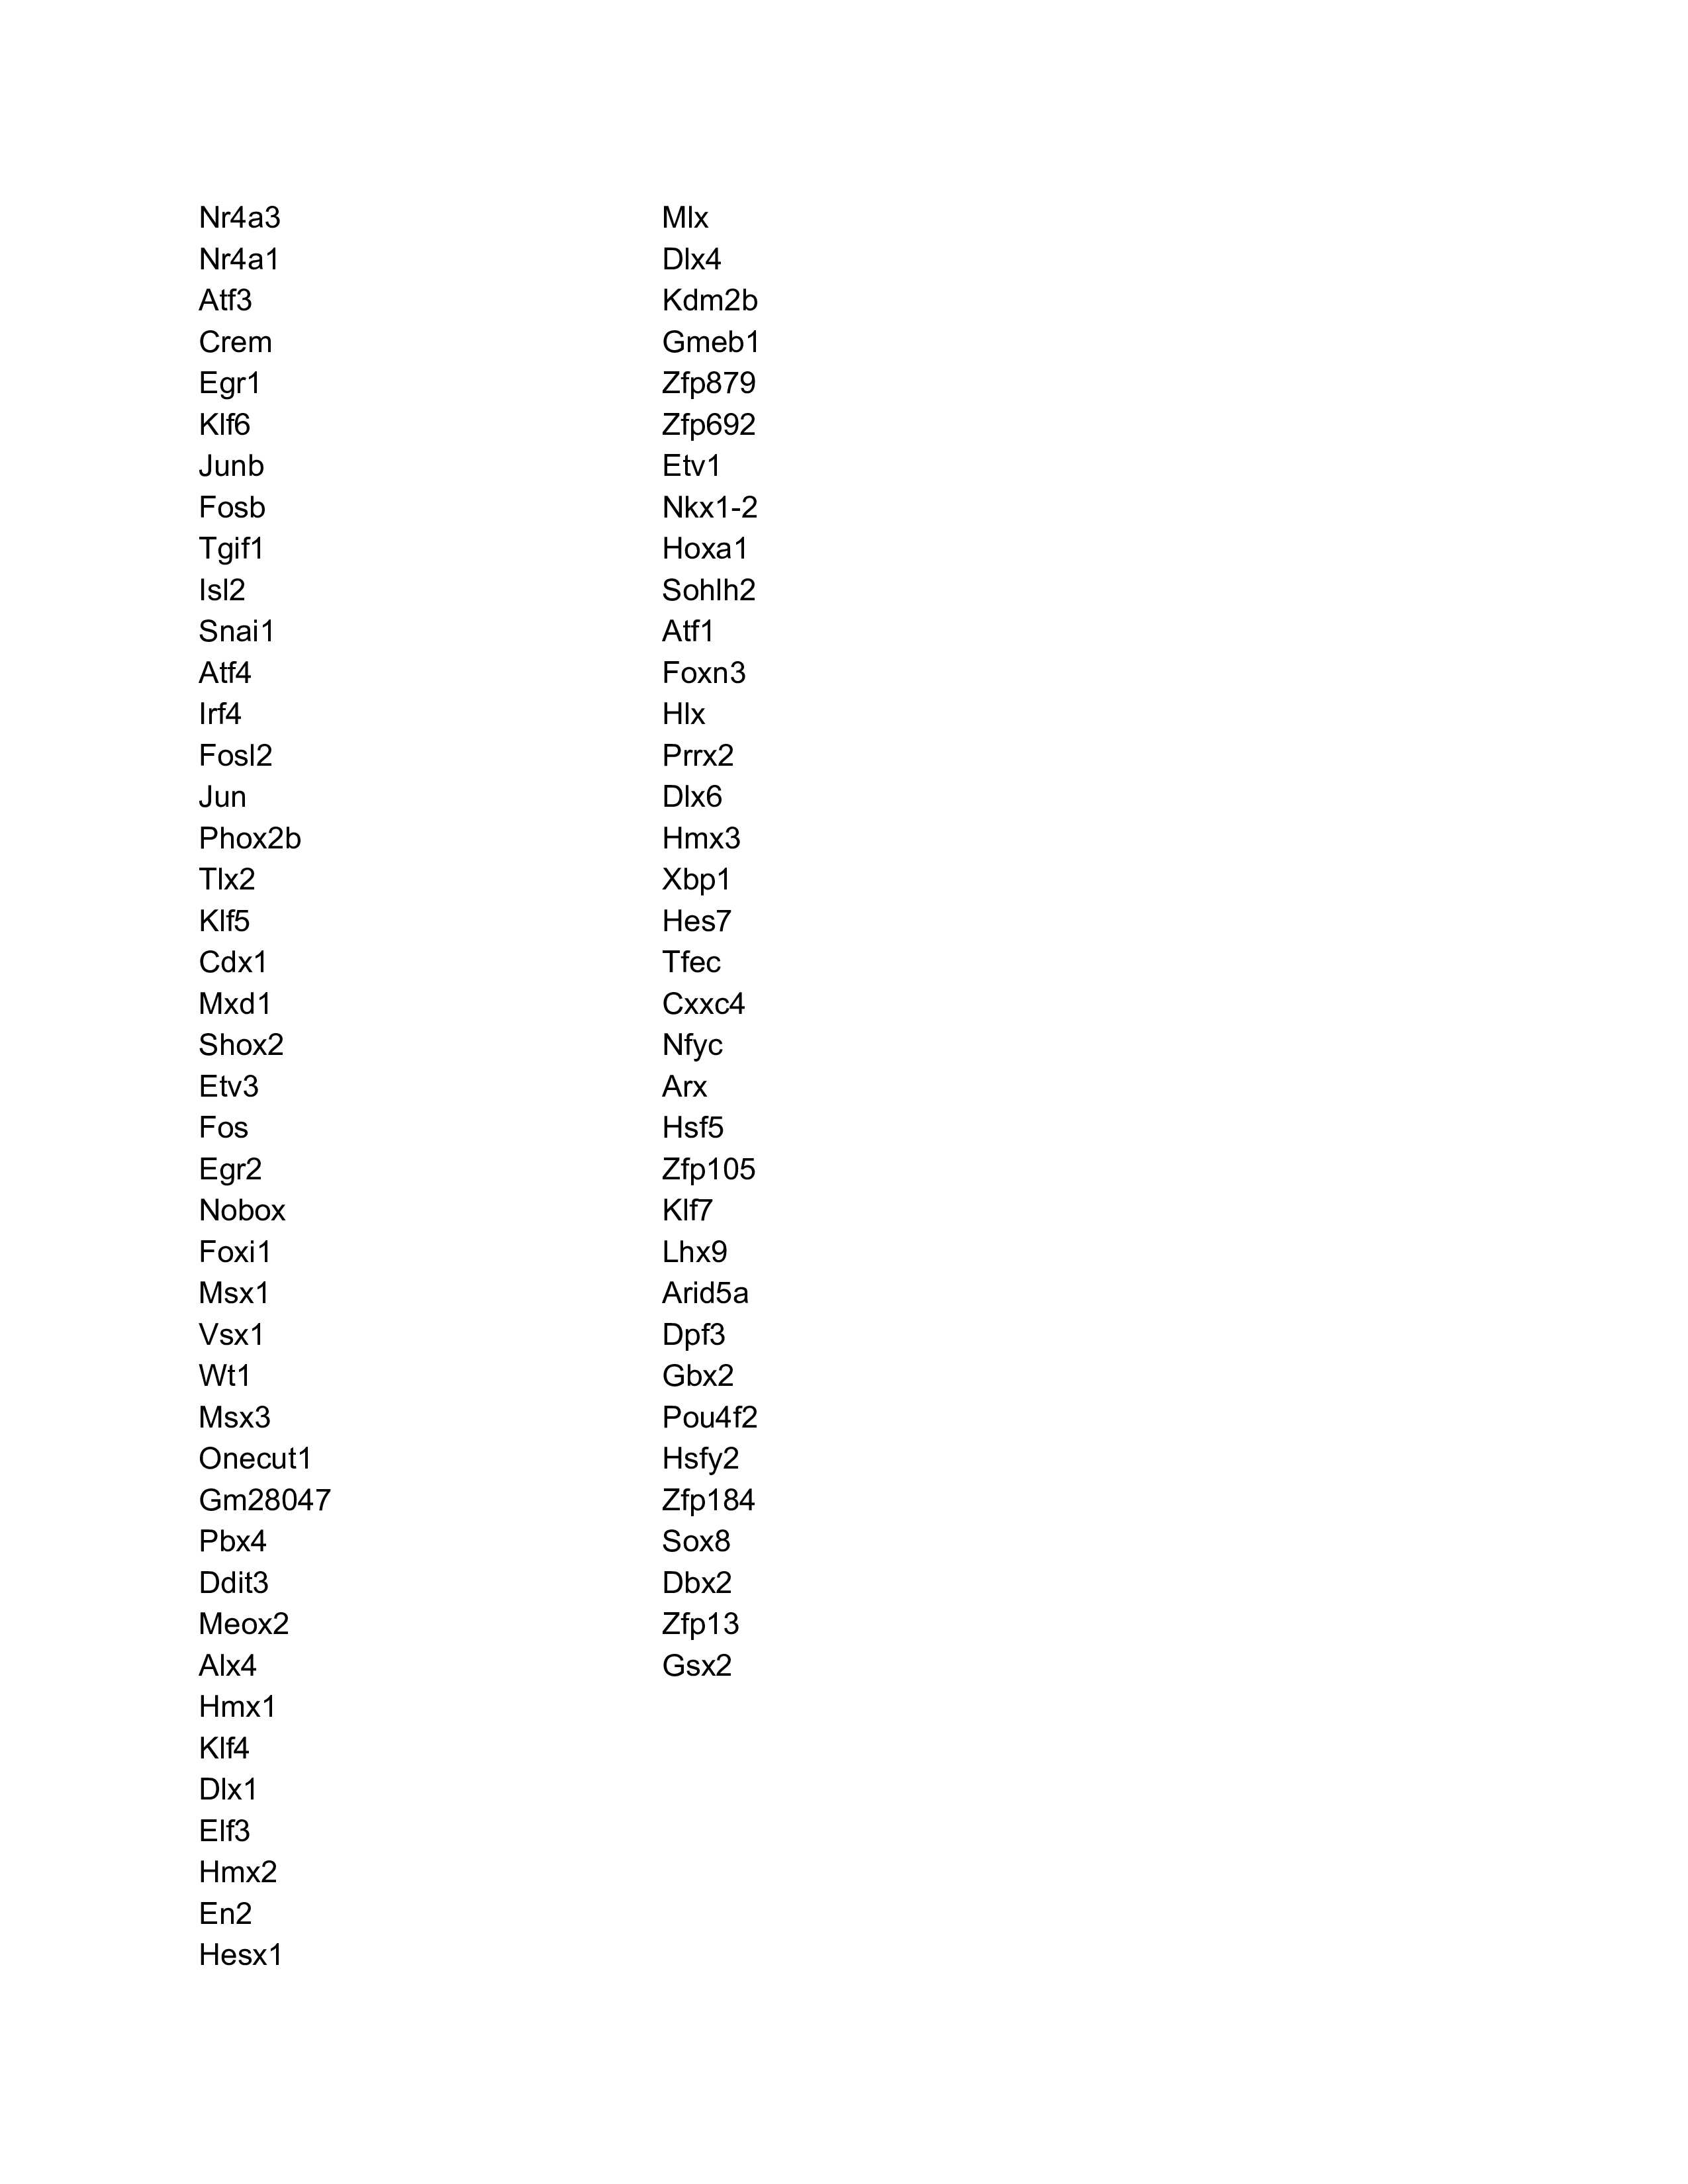 Nr4a3
Nr4a1
Atf3
Crem
Egr1
Klf6
Junb
Fosb
Tgif1
Isl2
Snai1
Atf4
Irf4
Fosl2
Jun
Phox2b
Tlx2
Klf5
Cdx1
Mxd1
Shox2
Etv3
Fos
Egr2
Nobox
Foxi1
Msx1
Vsx1
Wt1
Msx3
Onecut1
Gm28047
Pbx4
Ddit3
Meox2
Alx4
Hmx1
Klf4
Dlx1
Elf3
Hmx2
En2
Hesx1
Mlx
Dlx4
Kdm2b
Gmeb1
Zfp879
Zfp692
Etv1
Nkx1-2
Hoxa1
Sohlh2
Atf1
Foxn3
Hlx
Prrx2
Dlx6
Hmx3
Xbp1
Hes7
Tfec
Cxxc4
Nfyc
Arx
Hsf5
Zfp105
Klf7
Lhx9
Arid5a
Dpf3
Gbx2
Pou4f2
Hsfy2
Zfp184
Sox8
Dbx2
Zfp13
Gsx2